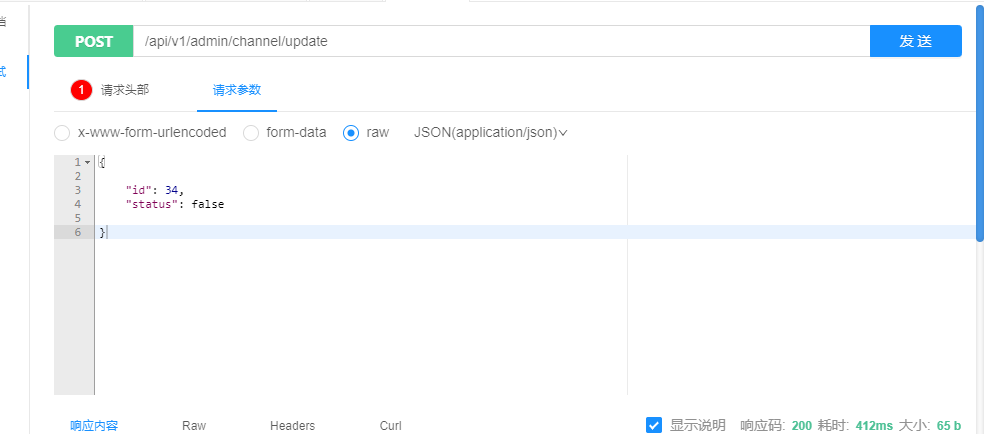 档
POST /api/v1/admin/channel/update 发 送
试
1 请求头部 请求参数
x-www-form-urlencoded form-data raw JSON(application/json)
1 {
2
3 "id": 34,
4 "status": false
5
6 }
响应内容 Raw Headers Curl 显示说明 响应码: 200 耗时: 412ms 大小: 65 b